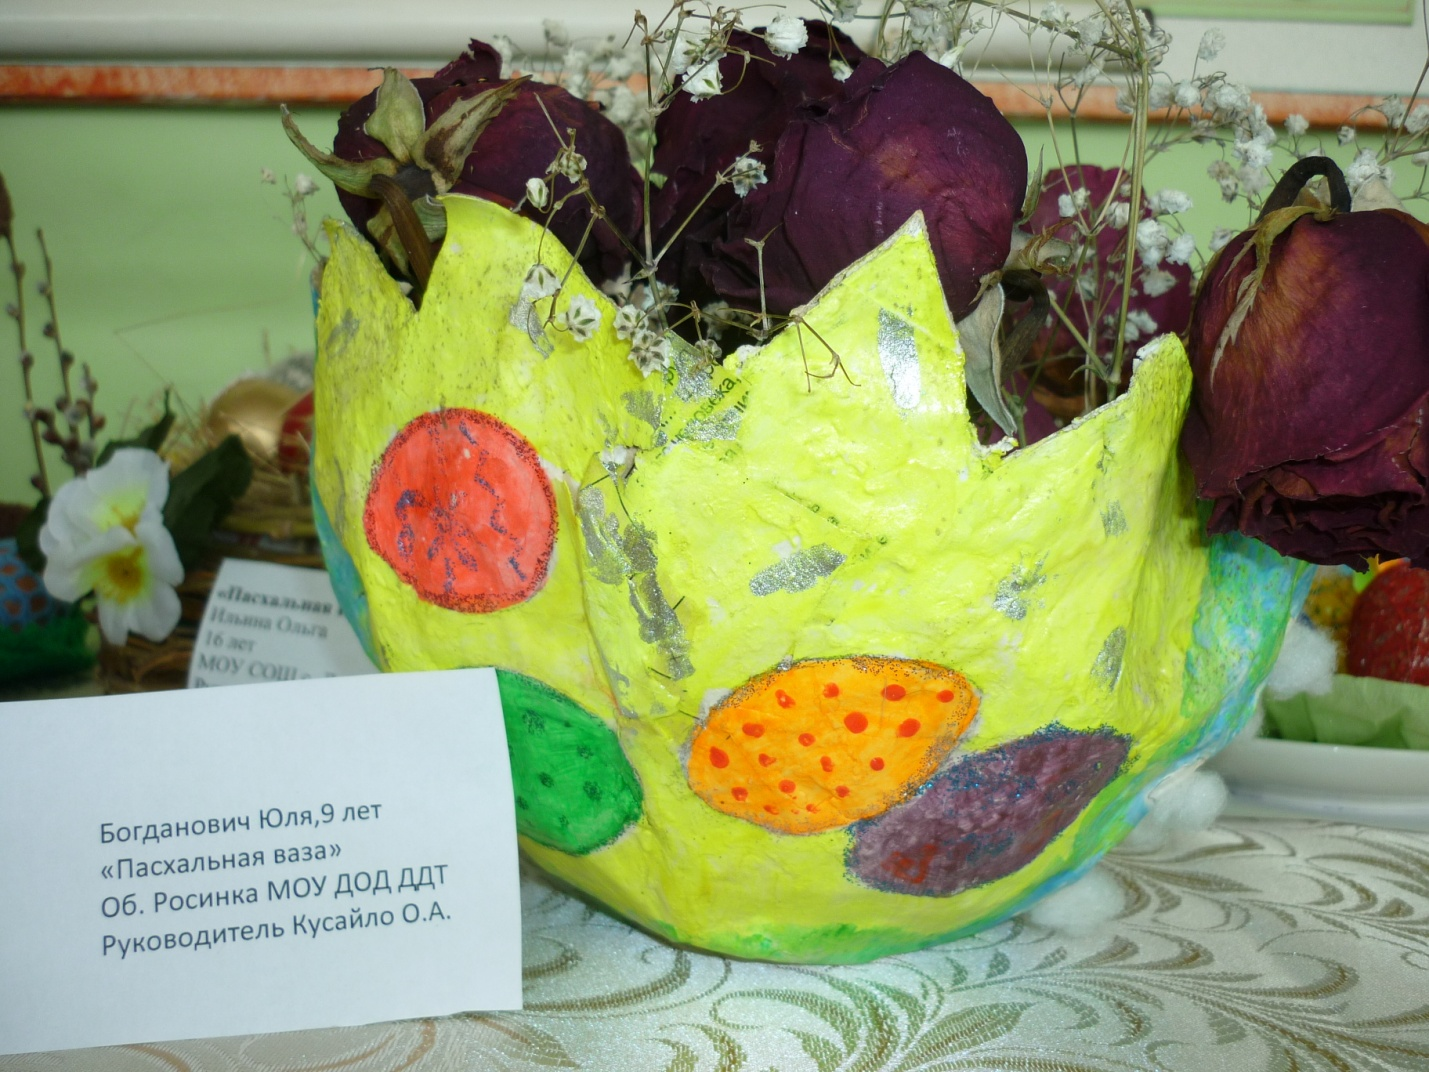 «Пасхальная
Ильина Ольга
16 лет
МОУ СОШ
Богданович Юля,9 лет
«Пасхальная ваза»
Об. Росинка МОУ ДОД ДДТ
Руководитель Кусайло О.А.